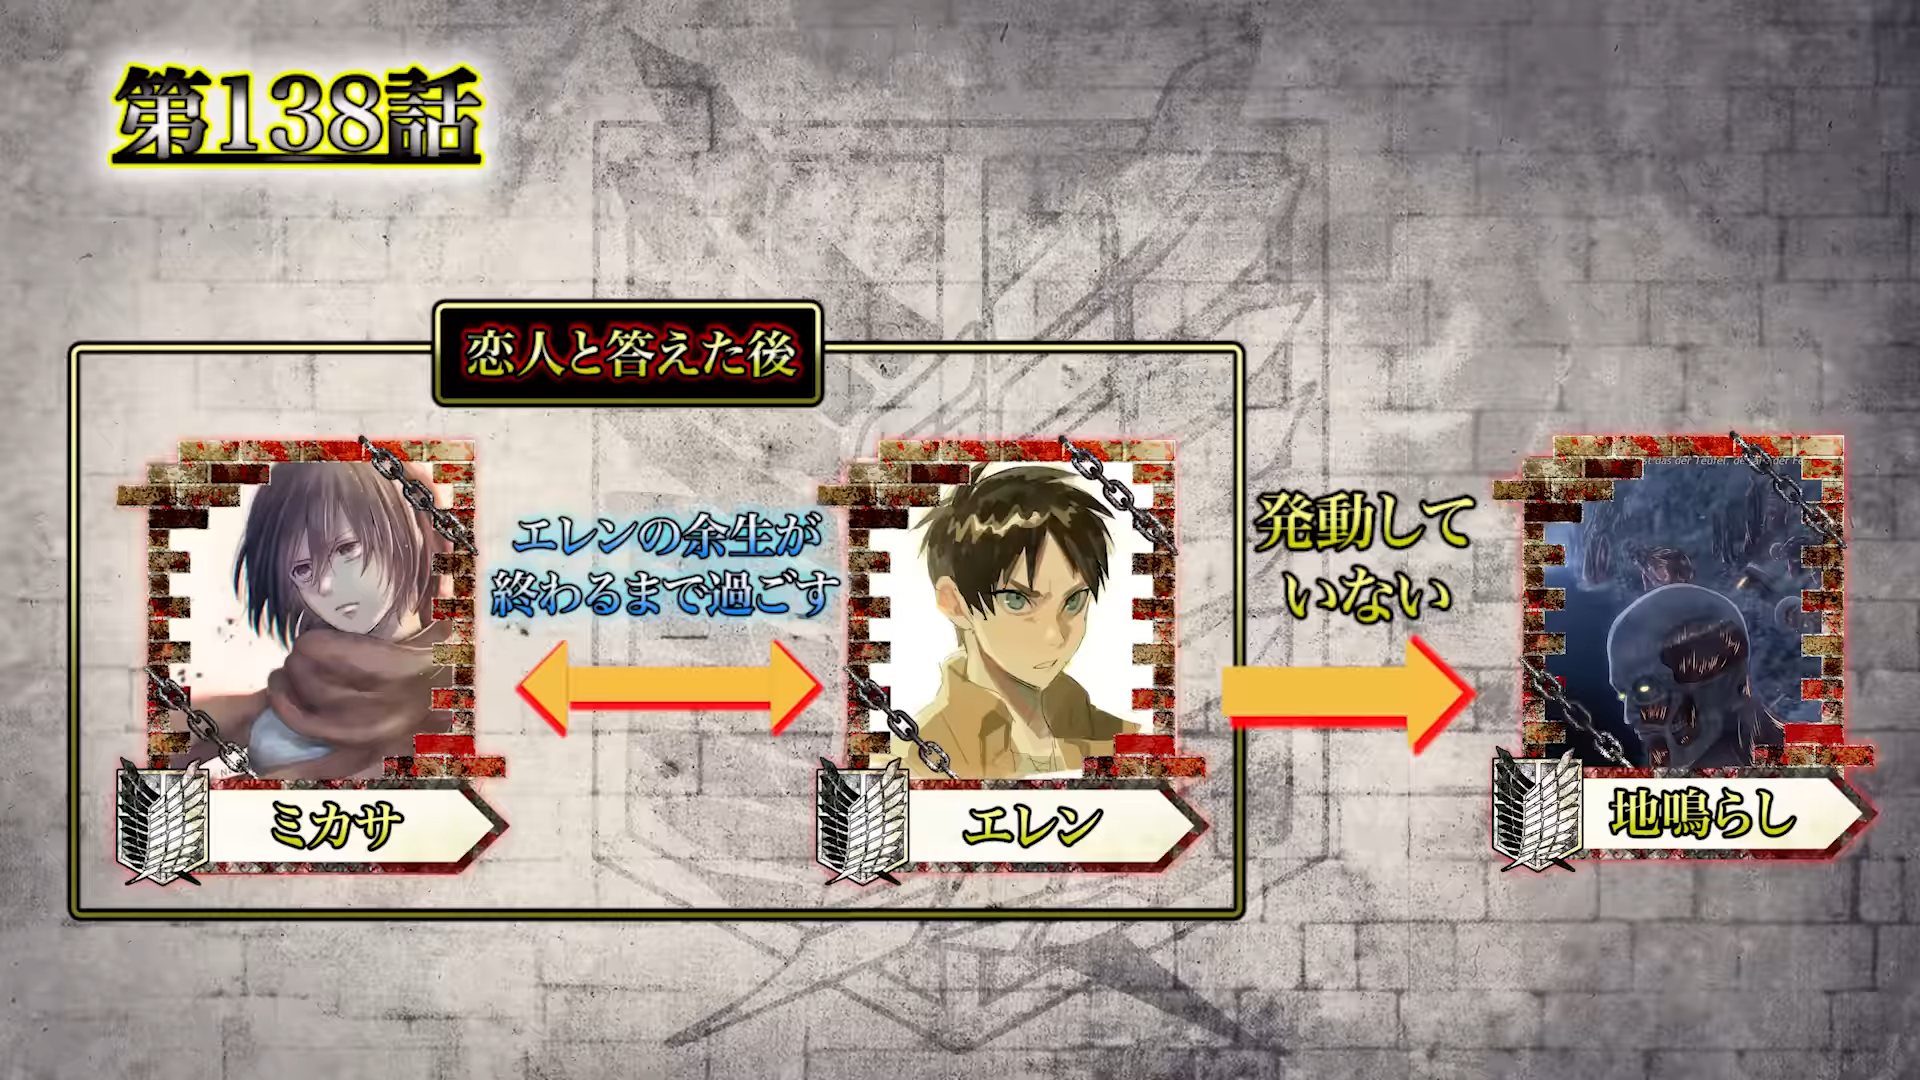 第138話
恋人と答えた後
エレンの余生が
終わるまで過ごす
発動して
いない
ミカサ
エレン
地鳴らし